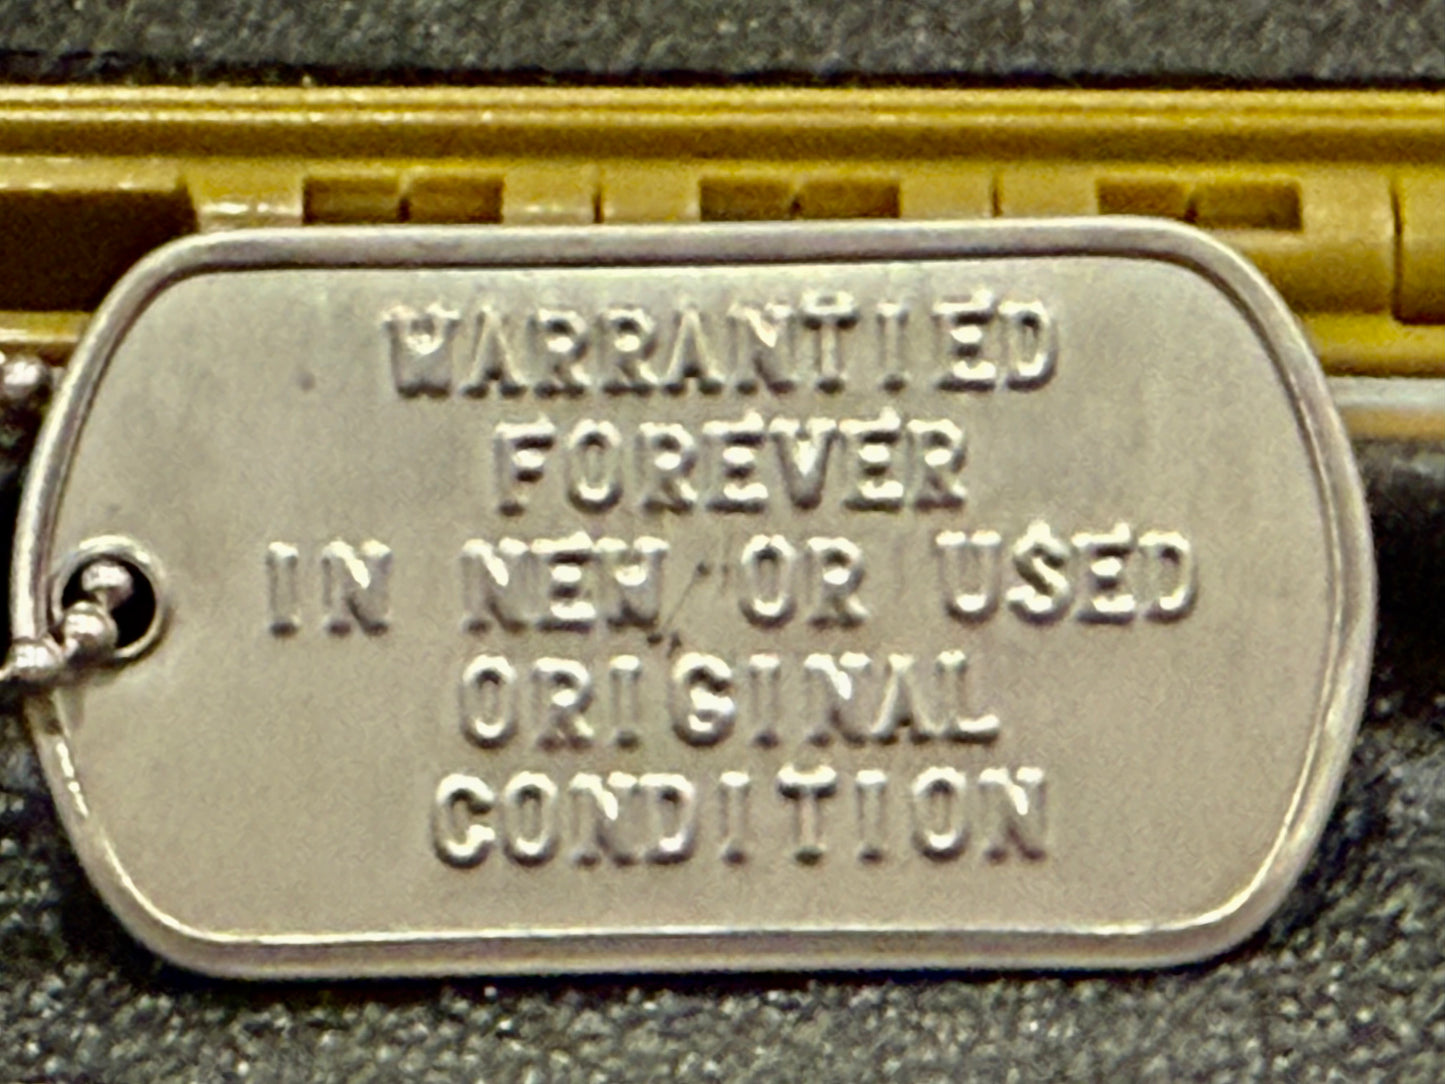 WARRANTIED
FOREVER
IN NEW OR USED
ORIGINAL
CONDITION